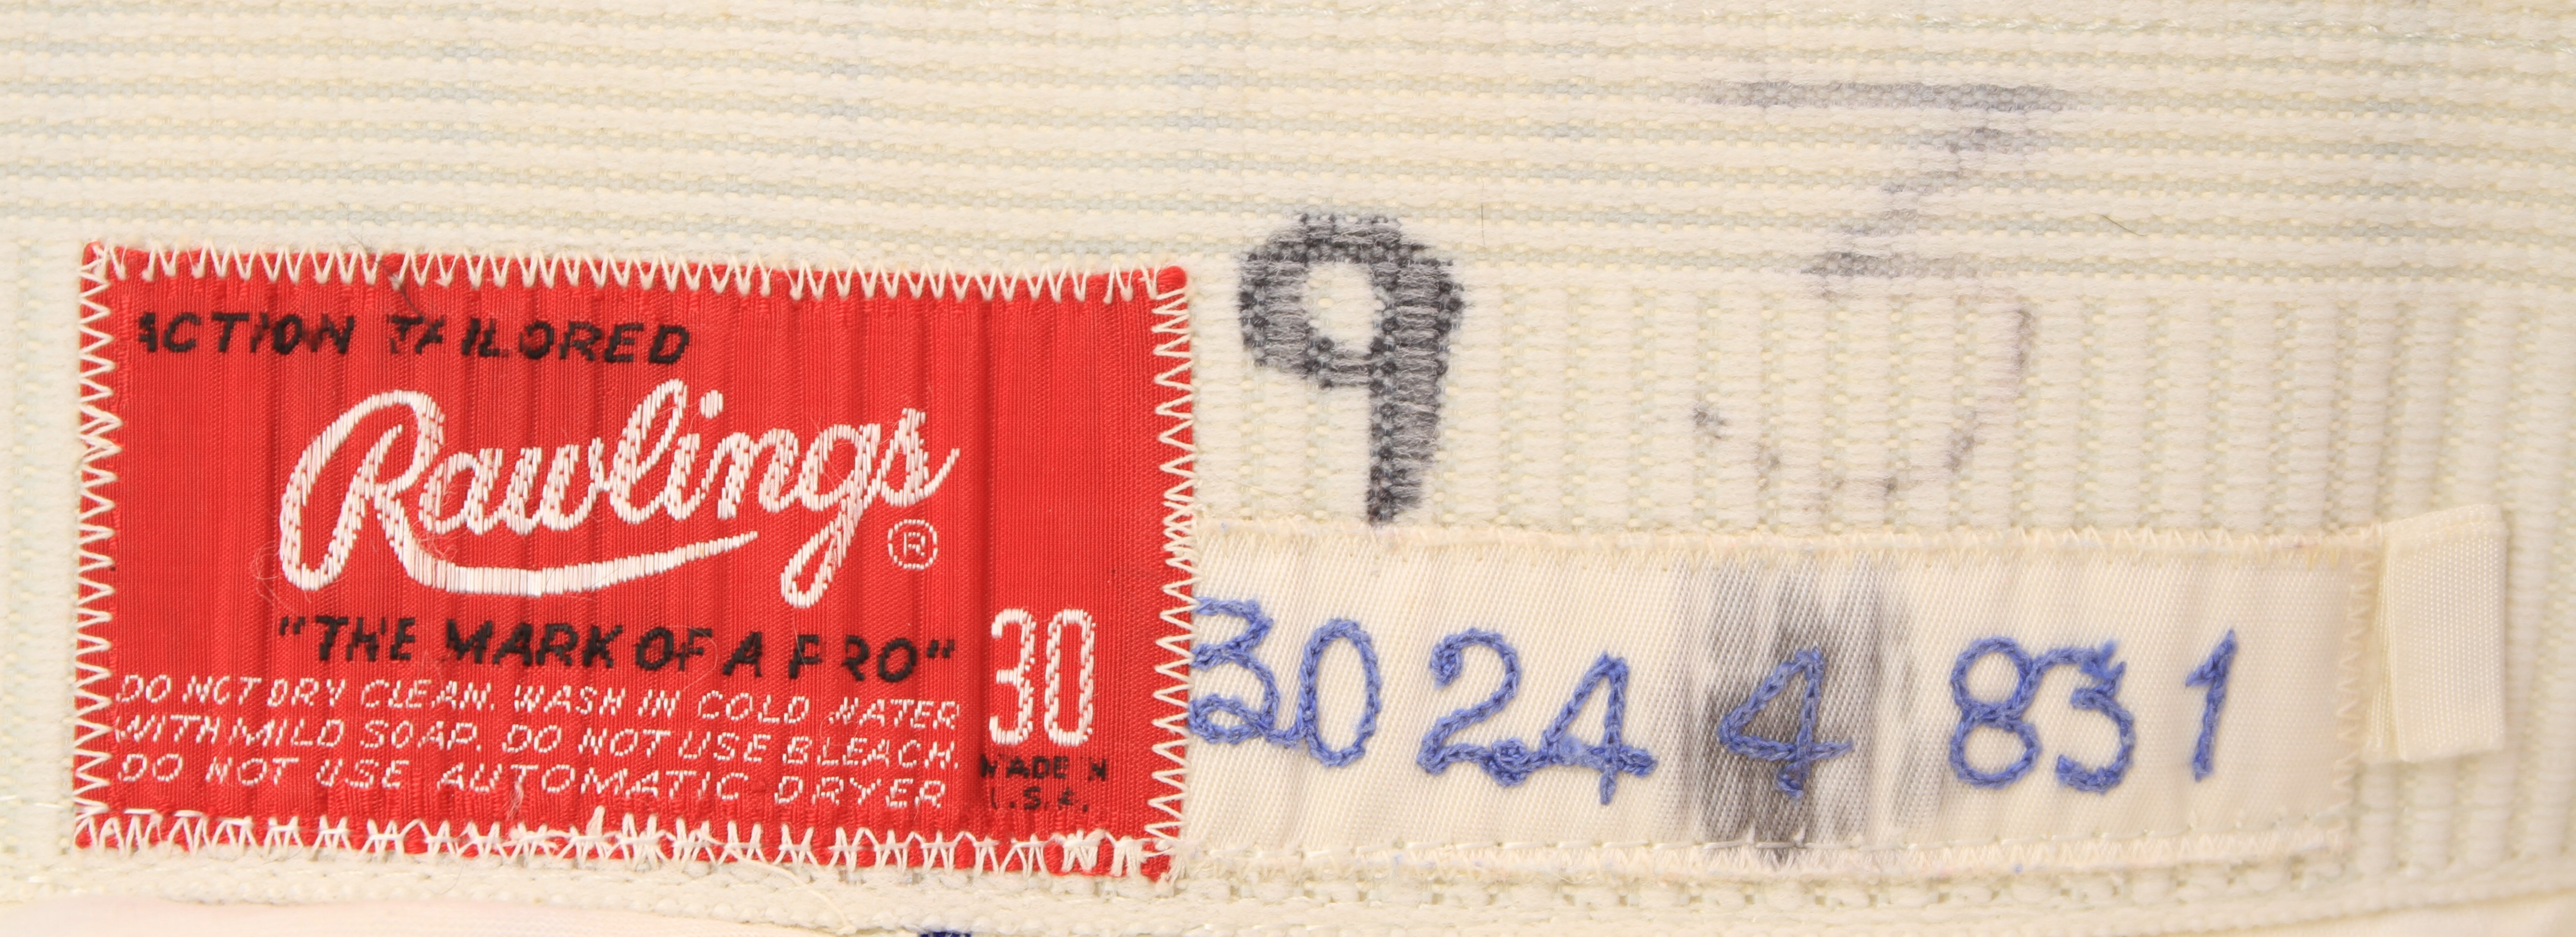 ACTION TAILORED
Rawlings®
"THE MARK OF A PRO"
DO NOT DRY CLEAN. WASH IN COLD WATER
WITH MILD SOAP. DO NOT USE BLEACH.
DO NOT USE AUTOMATIC DRYER
30
MADE IN
U.S.A.
9
30 24 4 83 1